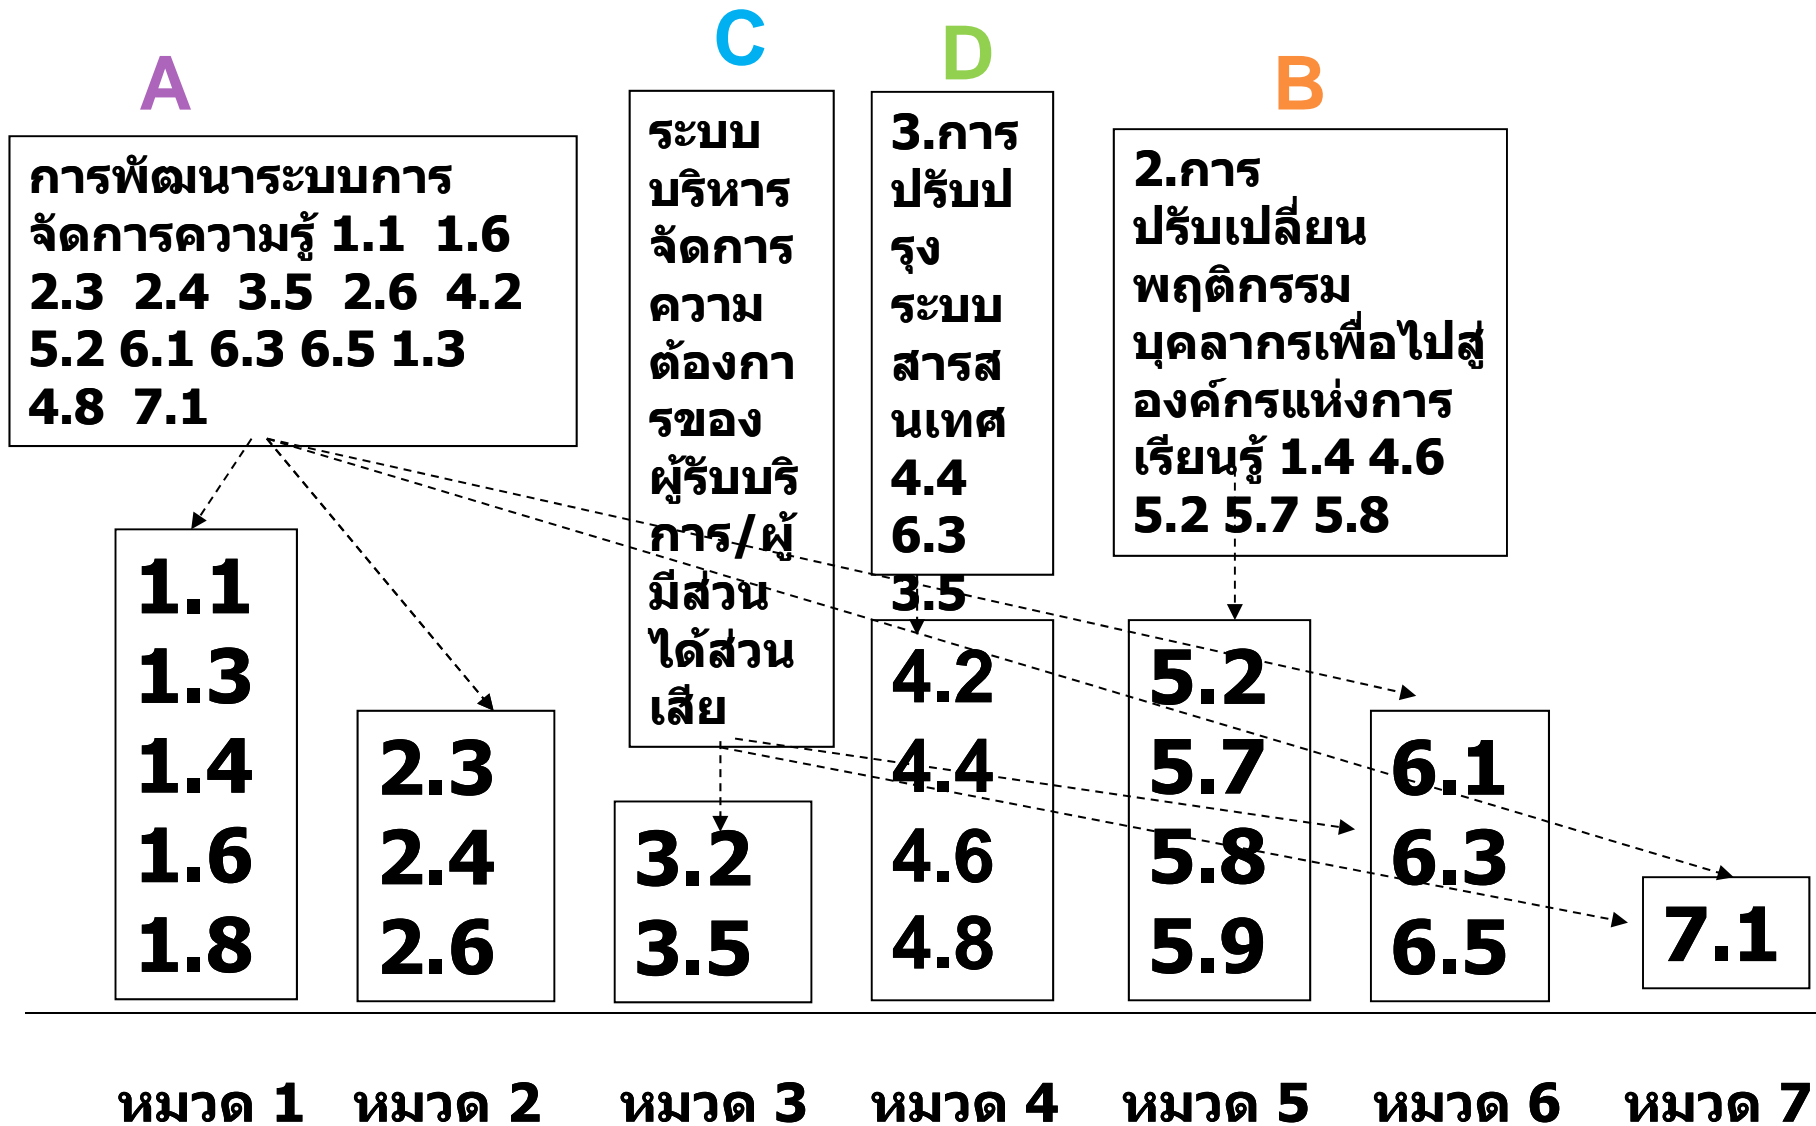 A
การพัฒนาระบบการ
จัดการความรู้ 1.1 1.6
2.3 2.4 3.5 2.6 4.2
5.2 6.1 6.3 6.5 1.3
4.8 7.1
C
ระบบ
บริหาร
จัดการ
ความ
ต้องกา
รของ
ผู้รับบริ
การ/ผู้
มีส่วน
ได้ส่วน
เสีย
D
3.การ
ปรับป
รุง
ระบบ
สารส
นเทศ
4.4
6.3
3.5
B
2.การ
ปรับเปลี่ยน
พฤติกรรม
บุคลากรเพื่อไปสู่
องค์กรแห่งการ
เรียนรู้ 1.4 4.6
5.2 5.7 5.8
1.1
1.3
1.4
1.6
1.8
2.3
2.4
2.6
3.2
3.5
4.2
4.4
4.6
4.8
5.2
5.7
5.8
5.9
6.1
6.3
6.5
7.1
หมวด 1 หมวด 2 หมวด 3 หมวด 4 หมวด 5 หมวด 6 หมวด 7